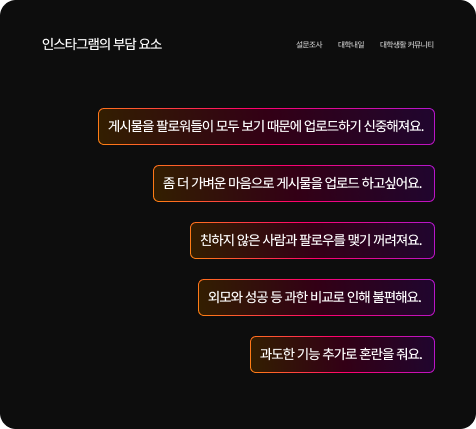 인스타그램의 부담 요소
설문조사 대학내일 대학생활 커뮤니티
게시물을 팔로워들이 모두 보기 때문에 업로드하기 신중해져요.
좀 더 가벼운 마음으로 게시물을 업로드 하고싶어요.
친하지 않은 사람과 팔로우를 맺기 꺼려져요.
외모와 성공 등 과한 비교로 인해 불편해요.
과도한 기능 추가로 혼란을 줘요.